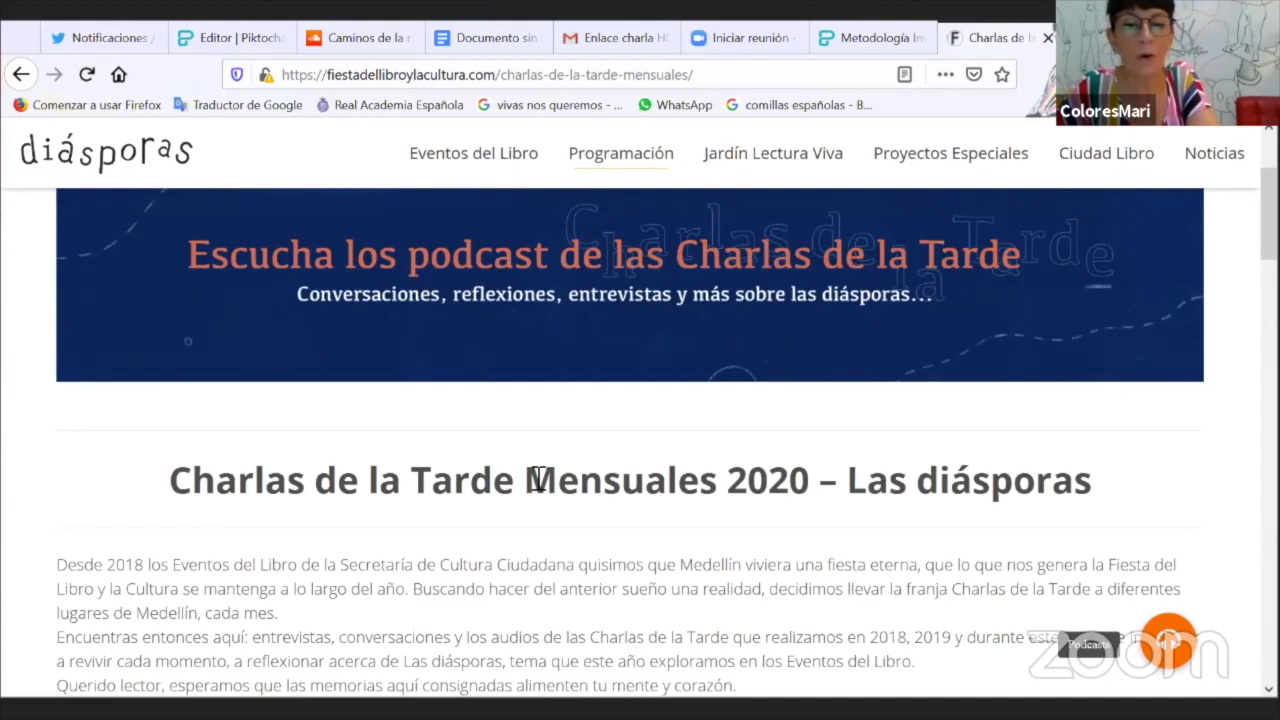 Notificaciones /
Editor | Piktocha
Caminos de la r
Documento sin
Enlace charla HC
Iniciar reunión -
Metodología Inv
Charlas de la
https://fiestadellibroylacultura.com/charlas-de-la-tarde-mensuales/
Comenzar a usar Firefox
Traductor de Google
Real Academia Española
vivas nos queremos - ...
WhatsApp
comillas españolas - B...
ColoresMari
diásporas
Eventos del Libro
Programación
Jardín Lectura Viva
Proyectos Especiales
Ciudad Libro
Noticias
Charlas de la Tarde
Escucha los podcast de las Charlas de la Tarde
Conversaciones, reflexiones, entrevistas y más sobre las diásporas...
Charlas de la Tarde Mensuales 2020 – Las diásporas
Desde 2018 los Eventos del Libro de la Secretaría de Cultura Ciudadana quisimos que Medellín viviera una fiesta eterna, que lo que nos genera la Fiesta del
Libro y la Cultura se mantenga a lo largo del año. Buscando hacer del anterior sueño una realidad, decidimos llevar la franja Charlas de la Tarde a diferentes
lugares de Medellín, cada mes.
Encuentras entonces aquí: entrevistas, conversaciones y los audios de las Charlas de la Tarde que realizamos en 2018, 2019 y durante este
a revivir cada momento, a reflexionar acerca de Las diásporas, tema que este año exploramos en los Eventos del Libro.
Querido lector, esperamos que las memorias aquí consignadas alimenten tu mente y corazón.
Podcasts
zoom